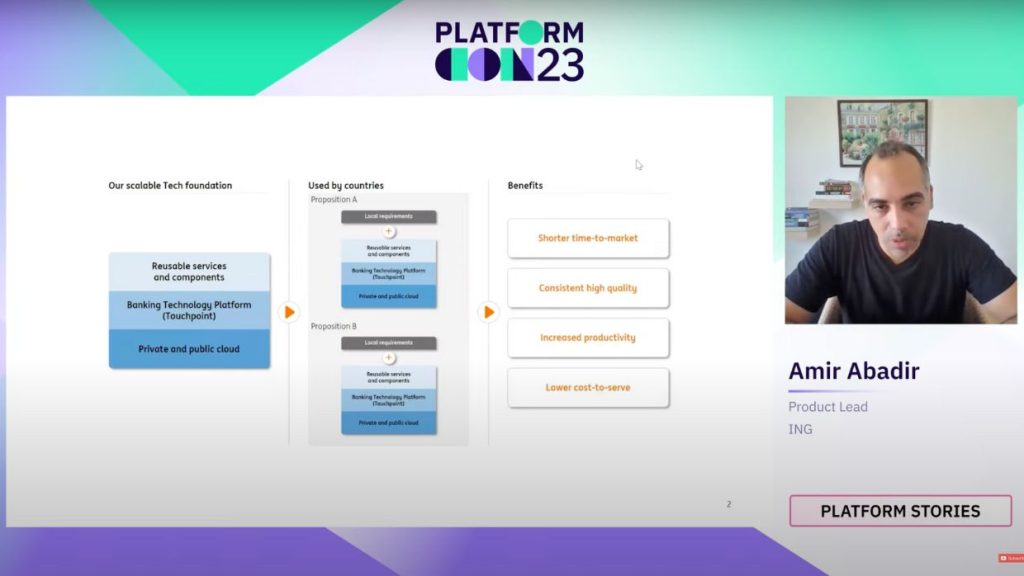 PLATFORM
CON23
Our scalable Tech foundation
Reusable services
and components
Banking Technology Platform
(Touchpoint)
Private and public cloud
Used by countries
Proposition A
Local requirements
+
Reusable services
and components
Banking Technology Platform
(Touchpoint)
Private and public cloud
Proposition B
Local requirements
+
Reusable services
and components
Banking Technology Platform
(Touchpoint)
Private and public cloud
Benefits
Shorter time-to-market
Consistent high quality
Increased productivity
Lower cost-to-serve
2
Amir Abadir
Product Lead
ING
PLATFORM STORIES